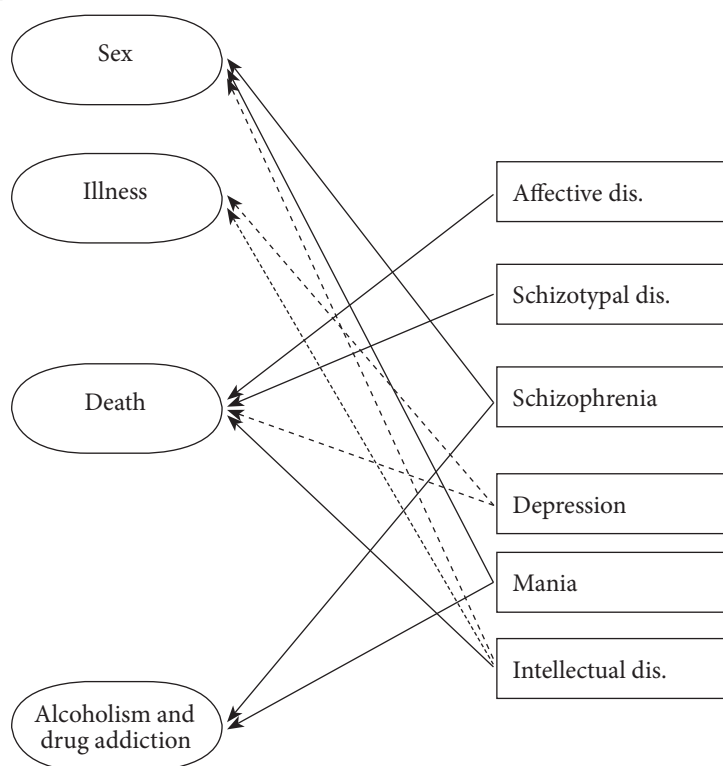 Sex
Illness
Death
Alcoholism and
drug addiction
Affective dis.
Schizotypal dis.
Schizophrenia
Depression
Mania
Intellectual dis.